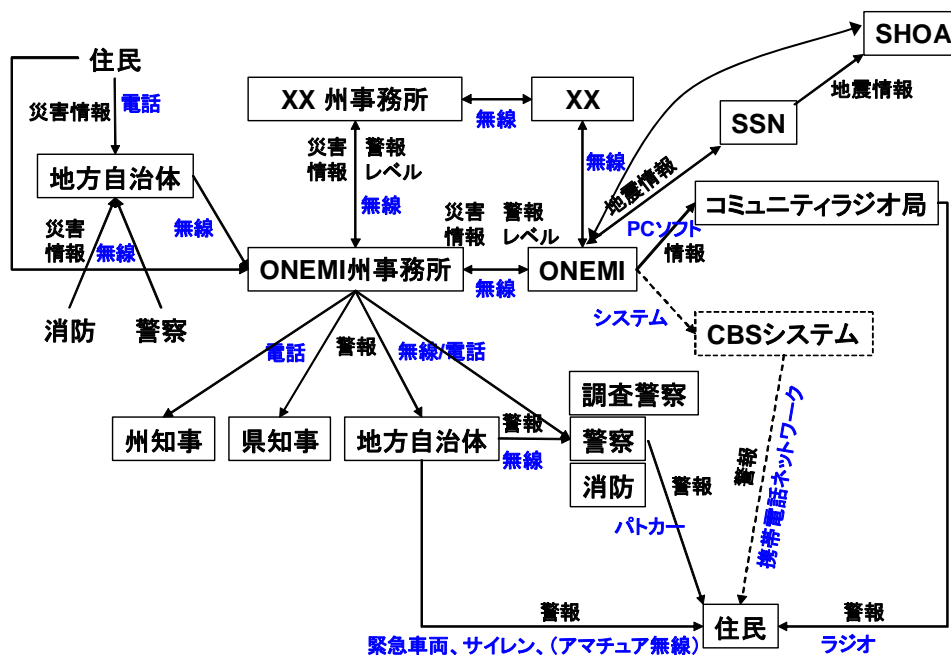 SHOA
住民
災害情報
電話
XX 州事務所
無線
XX
地震情報
SSN
地方自治体
災害
情報
警報
レベル
無線
無線
地震情報
コミュニティラジオ局
災害
情報
無線
無線
災害
情報
警報
レベル
PCソフト
情報
ONEMI州事務所
無線
ONEMI
消防
警察
システム
CBSシステム
電話
警報
無線/電話
調査警察
州知事
県知事
地方自治体
警報
無線
警察
消防
警報
パトカー
警報
携帯電話ネットワーク
警報
緊急車両、サイレン、(アマチュア無線)
住民
警報
ラジオ